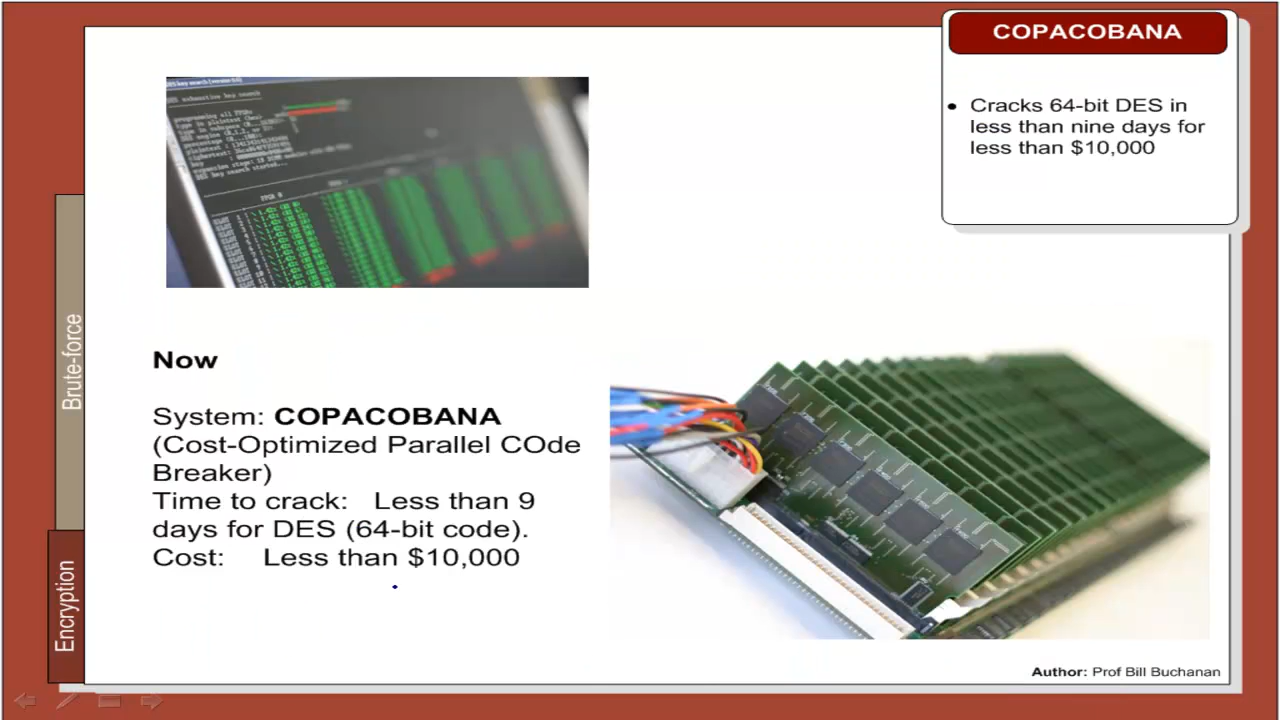 COPACOBANA
• Cracks 64-bit DES in
less than nine days for
less than $10,000
Brute-force
Encryption
Now
System: COPACOBANA
(Cost-Optimized Parallel COde
Breaker)
Time to crack: Less than 9
days for DES (64-bit code).
Cost: Less than $10,000
Author: Prof Bill Buchanan